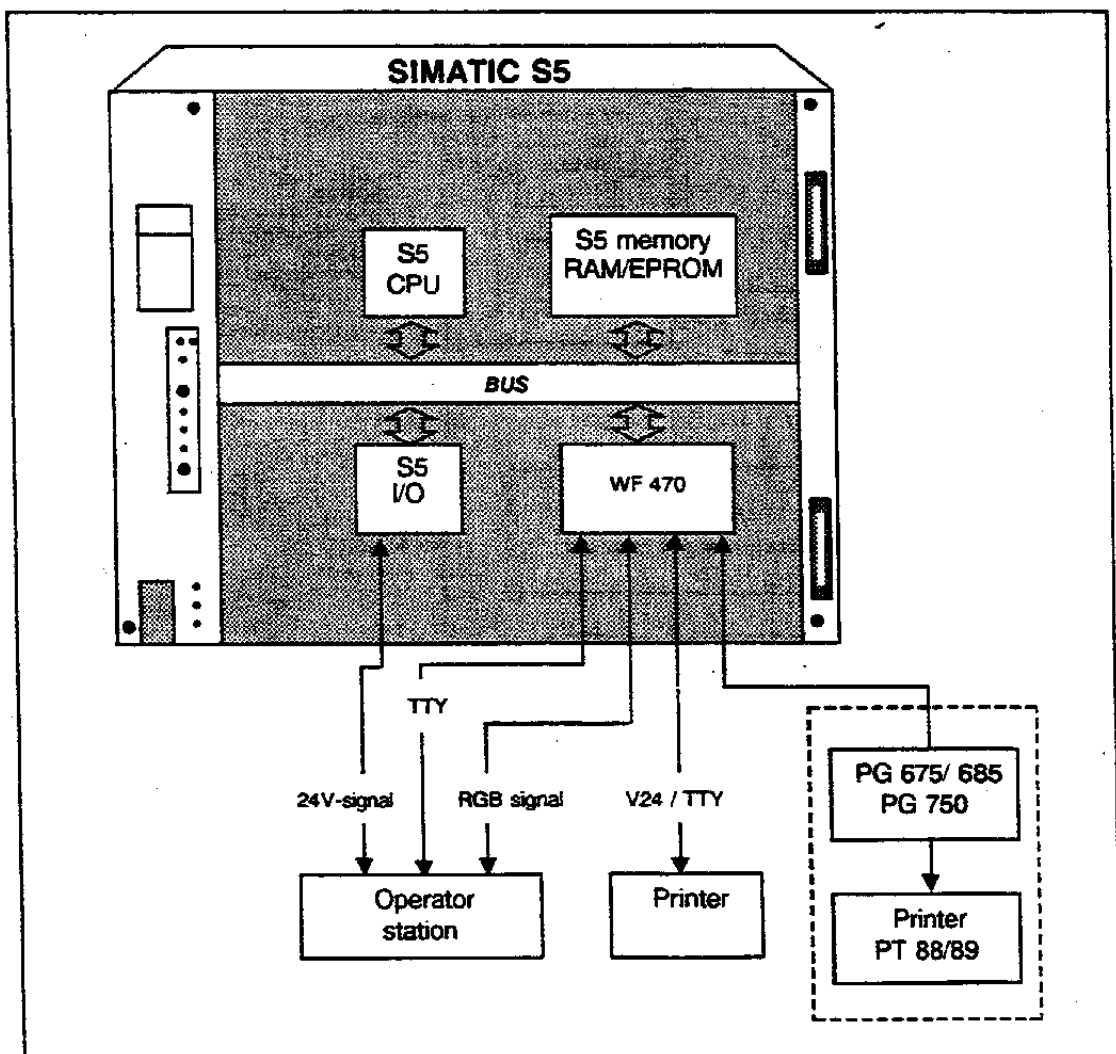 SIMATIC S5
S5
CPU
S5 memory
RAM/EPROM
BUS
S5
I/O
WF 470
TTY
24V-signal
RGB signal
V24 / TTY
PG 675/ 685
PG 750
Operator
station
Printer
Printer
PT 88/89